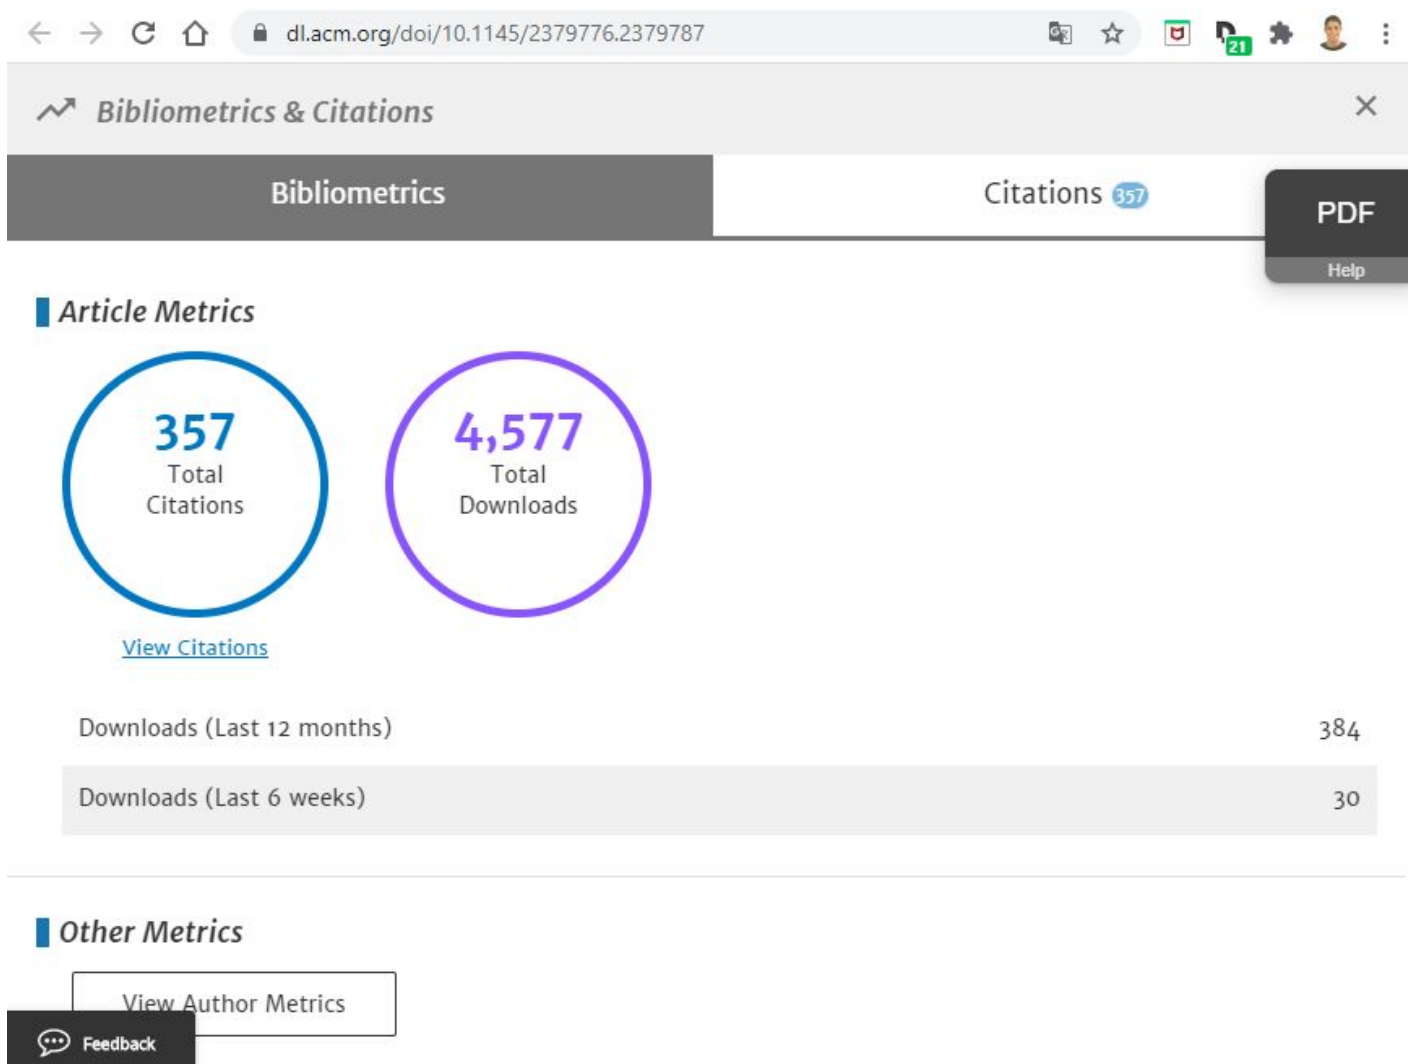 dl.acm.org/doi/10.1145/2379776.2379787
21
Bibliometrics & Citations
Bibliometrics
Citations 357
PDF
Help
Article Metrics
357
Total
Citations
4,577
Total
Downloads
View Citations
Downloads (Last 12 months) 384
Downloads (Last 6 weeks) 30
Other Metrics
View Author Metrics
Feedback